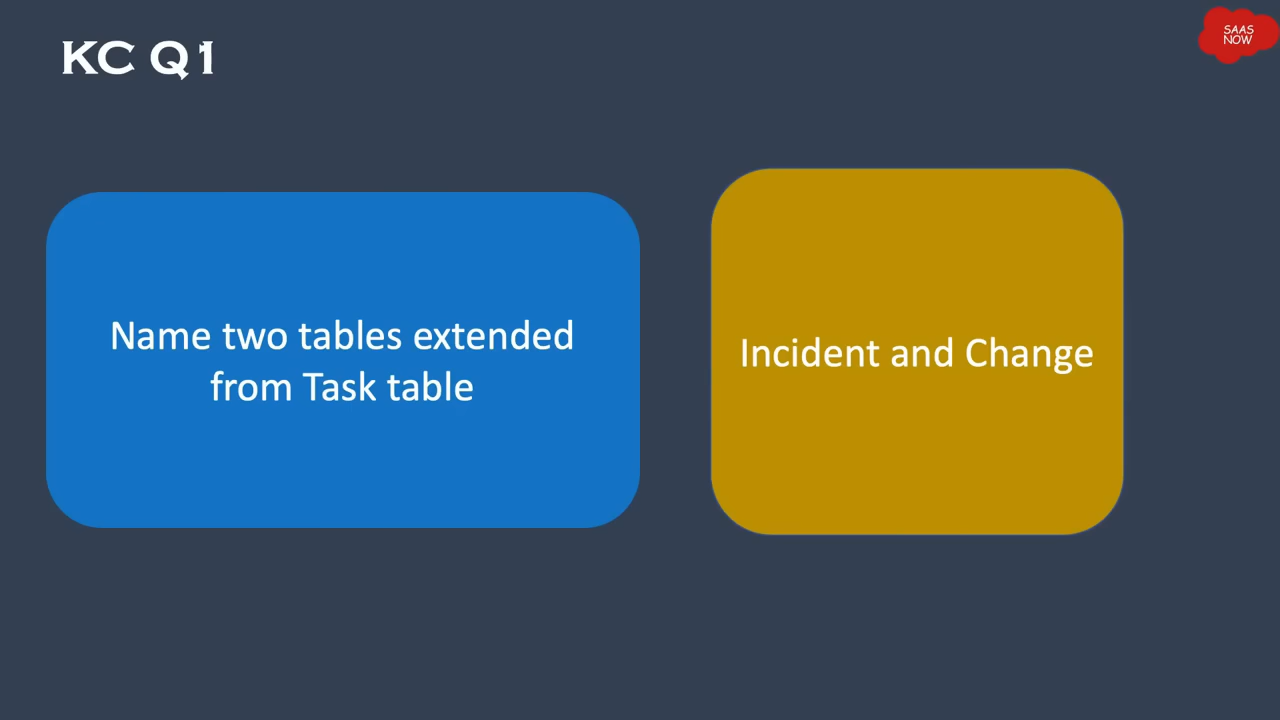 KC Q1
SAAS
NOW
Name two tables extended
from Task table
Incident and Change